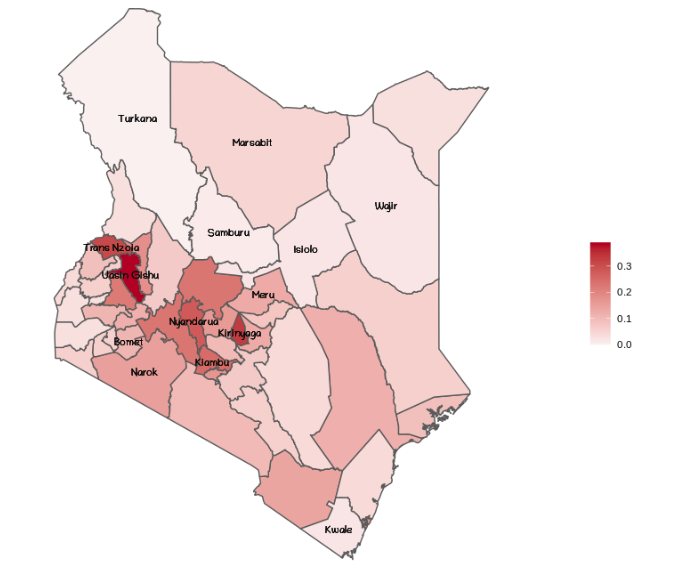 Turkana
Marsabit
Wajir
Samburu
Isiolo
Trans Nzoia
Uasin Gishu
Meru
Nyandarua
Kirinyaga
Bomet
Kiambu
Narok
Kwale
0.3
0.2
0.1
0.0